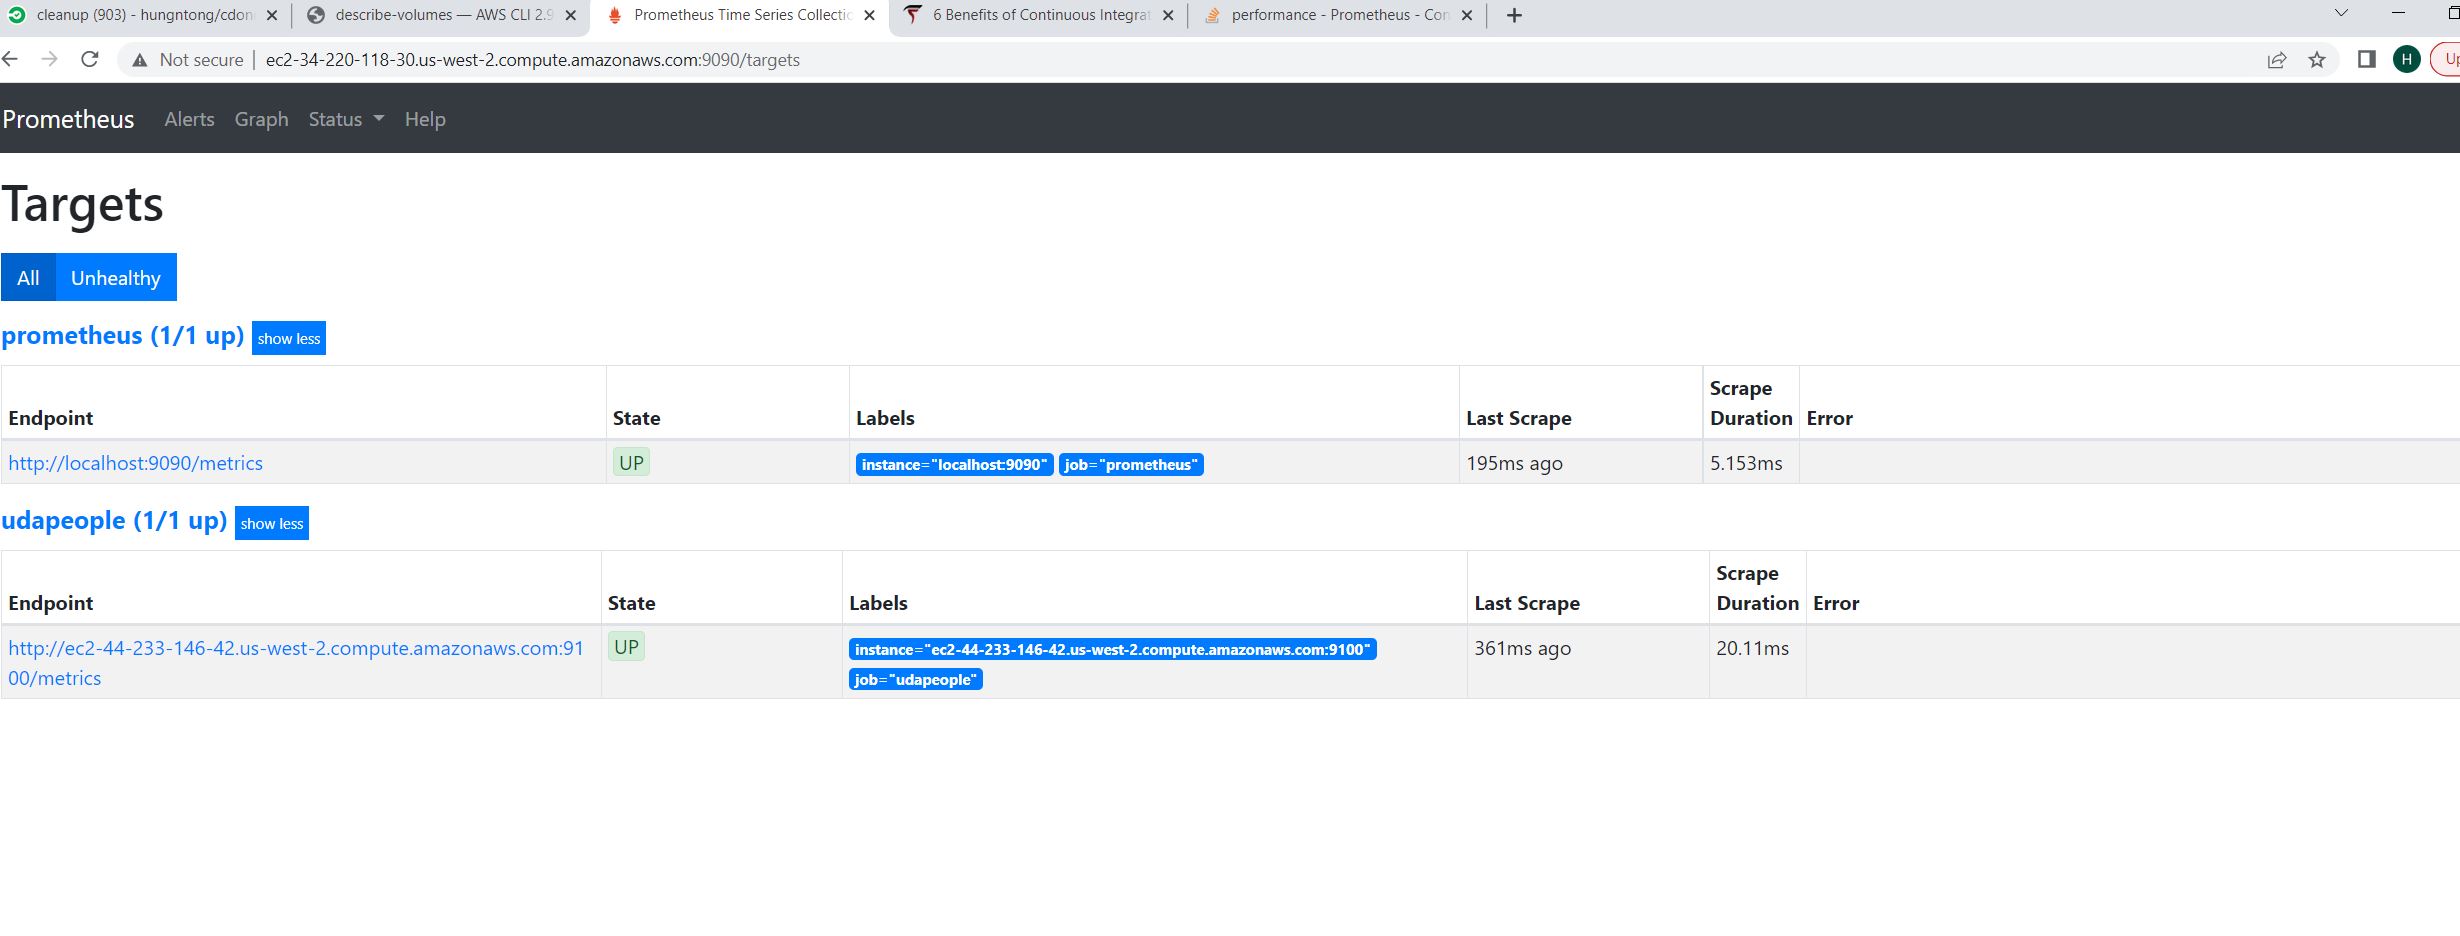 cleanup (903) - hungntong/cdon
describe-volumes — AWS CLI 2.9
Prometheus Time Series Collectio
6 Benefits of Continuous Integrat
performance - Prometheus - Con
Not secure | ec2-34-220-118-30.us-west-2.compute.amazonaws.com:9090/targets
H
Up
Prometheus Alerts Graph Status Help
Targets
All Unhealthy
prometheus (1/1 up) show less
Endpoint State Labels Last Scrape Scrape Duration Error
http://localhost:9090/metrics UP instance="localhost:9090" job="prometheus" 195ms ago 5.153ms
udapeople (1/1 up) show less
Endpoint State Labels Last Scrape Scrape Duration Error
http://ec2-44-233-146-42.us-west-2.compute.amazonaws.com:91 UP instance="ec2-44-233-146-42.us-west-2.compute.amazonaws.com:9100" 361ms ago 20.11ms
00/metrics job="udapeople"